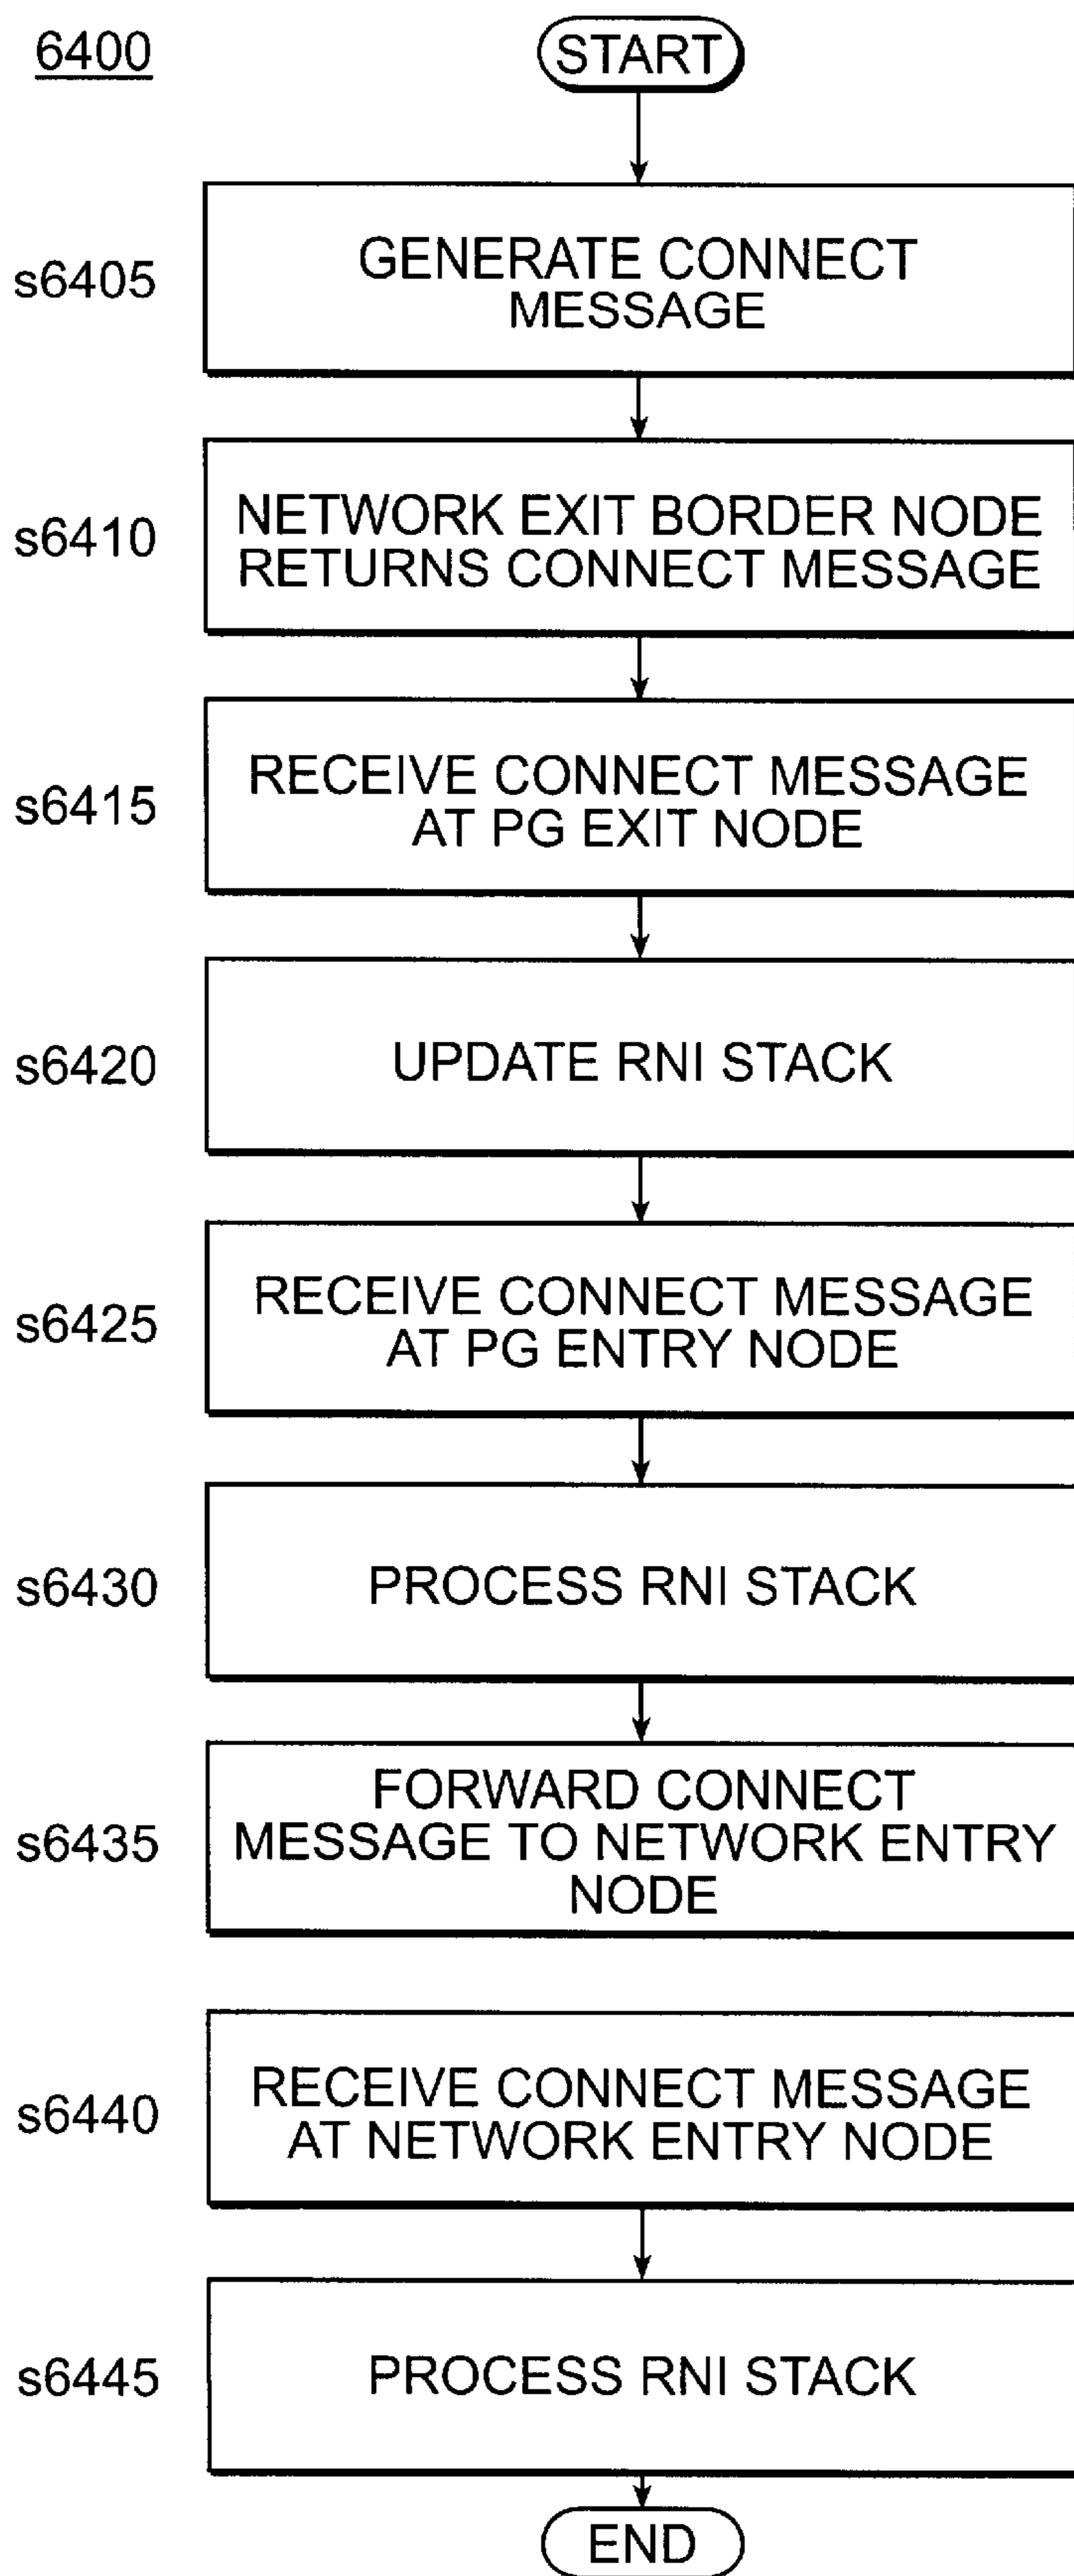 6400
START
s6405
GENERATE CONNECT
MESSAGE
s6410
NETWORK EXIT BORDER NODE
RETURNS CONNECT MESSAGE
s6415
RECEIVE CONNECT MESSAGE
AT PG EXIT NODE
s6420
UPDATE RNI STACK
s6425
RECEIVE CONNECT MESSAGE
AT PG ENTRY NODE
s6430
PROCESS RNI STACK
s6435
FORWARD CONNECT
MESSAGE TO NETWORK ENTRY
NODE
s6440
RECEIVE CONNECT MESSAGE
AT NETWORK ENTRY NODE
s6445
PROCESS RNI STACK
END